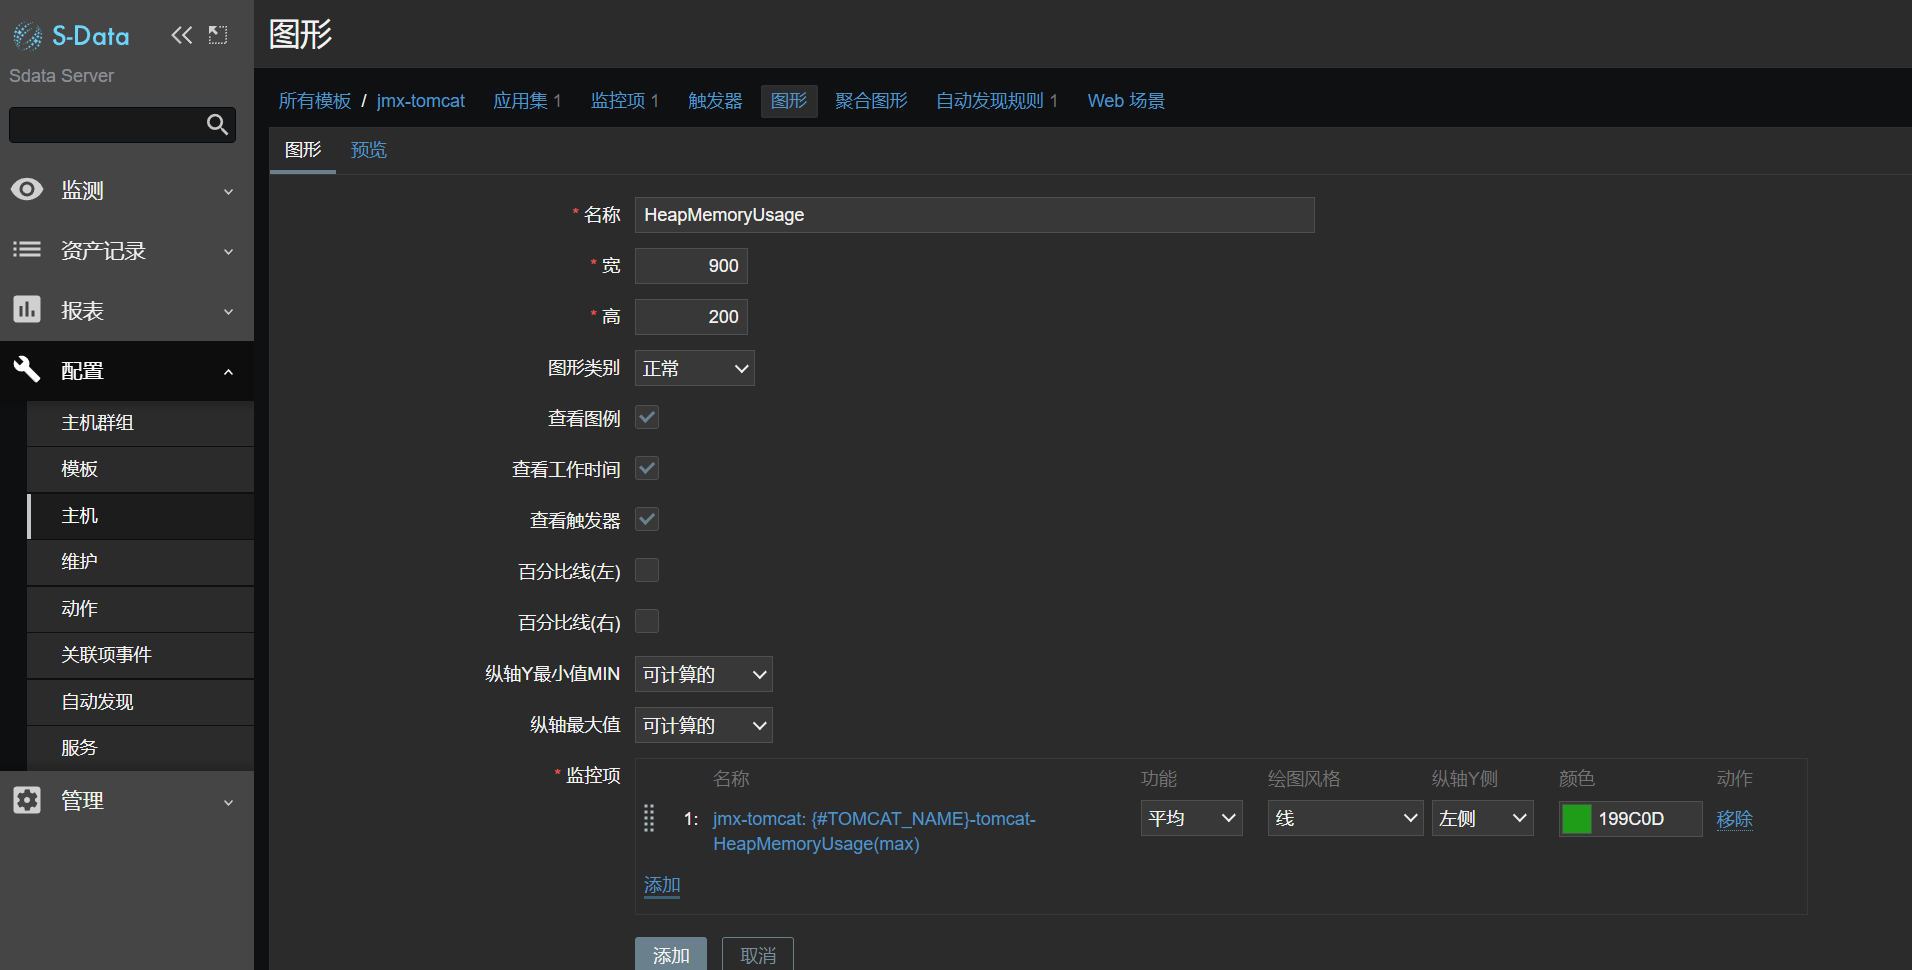 S-Data
Sdata Server
监测
资产记录
报表
配置
主机群组
模板
主机
维护
动作
关联项事件
自动发现
服务
管理
图形
所有模板 / jmx-tomcat 应用集 1 监控项 1 触发器 图形 聚合图形 自动发现规则 1 Web 场景
图形 预览
* 名称 HeapMemoryUsage
* 宽 900
* 高 200
图形类别 正常
查看图例
查看工作时间
查看触发器
百分比线(左)
百分比线(右)
纵轴Y最小值MIN 可计算的
纵轴最大值 可计算的
* 监控项
名称 功能 绘图风格 纵轴Y侧 颜色 动作
1: jmx-tomcat: {#TOMCAT_NAME}-tomcat- 平均 线 左侧 199C0D 移除
HeapMemoryUsage(max)
添加
添加 取消